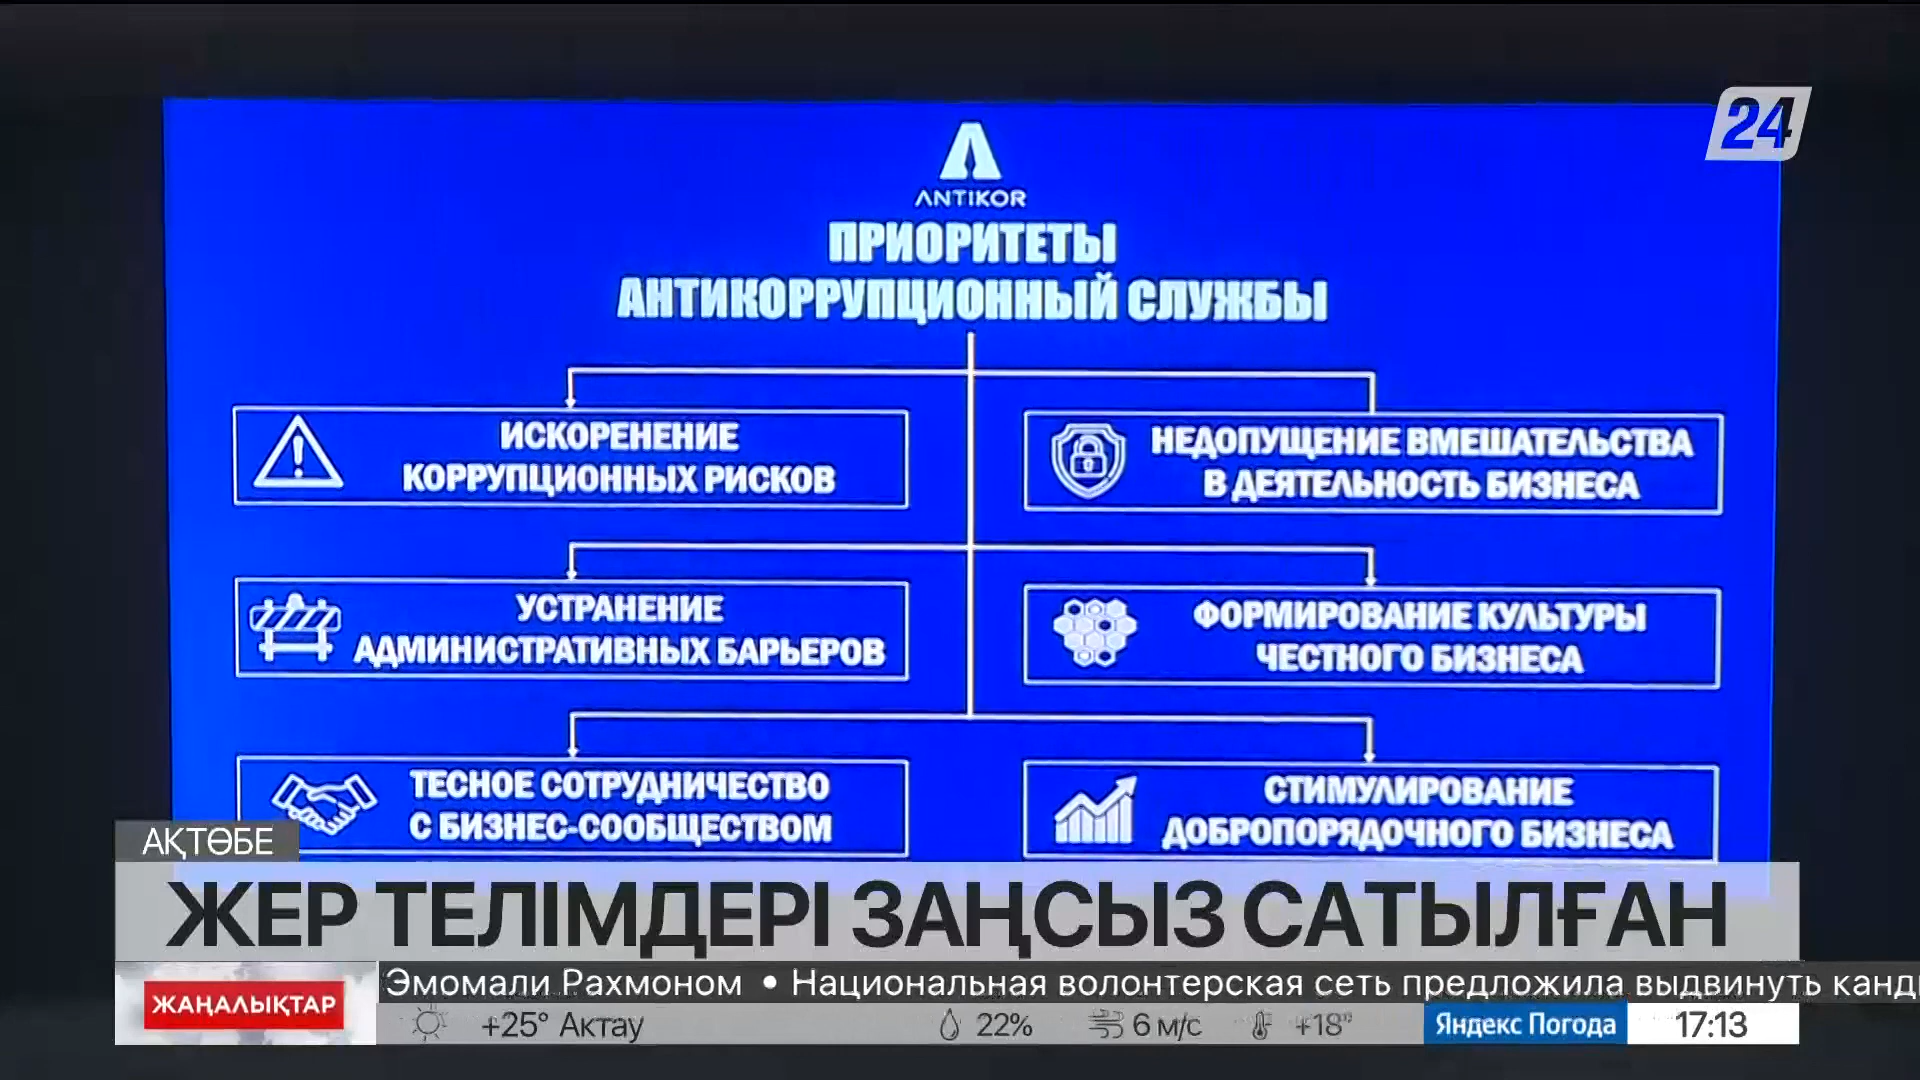 24
ANTIKOR
ПРИОРИТЕТЫ
АНТИКОРРУПЦИОННЫЙ СЛУЖБЫ
ИСКОРЕНЕНИЕ
КОРРУПЦИОННЫХ РИСКОВ
НЕДОПУЩЕНИЕ ВМЕШАТЕЛЬСТВА
В ДЕЯТЕЛЬНОСТЬ БИЗНЕСА
УСТРАНЕНИЕ
АДМИНИСТРАТИВНЫХ БАРЬЕРОВ
ФОРМИРОВАНИЕ КУЛЬТУРЫ
ЧЕСТНОГО БИЗНЕСА
ТЕСНОЕ СОТРУДНИЧЕСТВО
С БИЗНЕС-СООБЩЕСТВОМ
СТИМУЛИРОВАНИЕ
ДОБРОПОРЯДОЧНОГО БИЗНЕСА
АҚТӨБЕ
ЖЕР ТЕЛІМДЕРІ ЗАҢСЫЗ САТЫЛҒАН
ЖАҢАЛЫҚТАР
Эмомали Рахмоном • Национальная волонтерская сеть предложила выдвинуть канд
+25° Актау 22% 6 м/с +18° Яндекс Погода 17:13